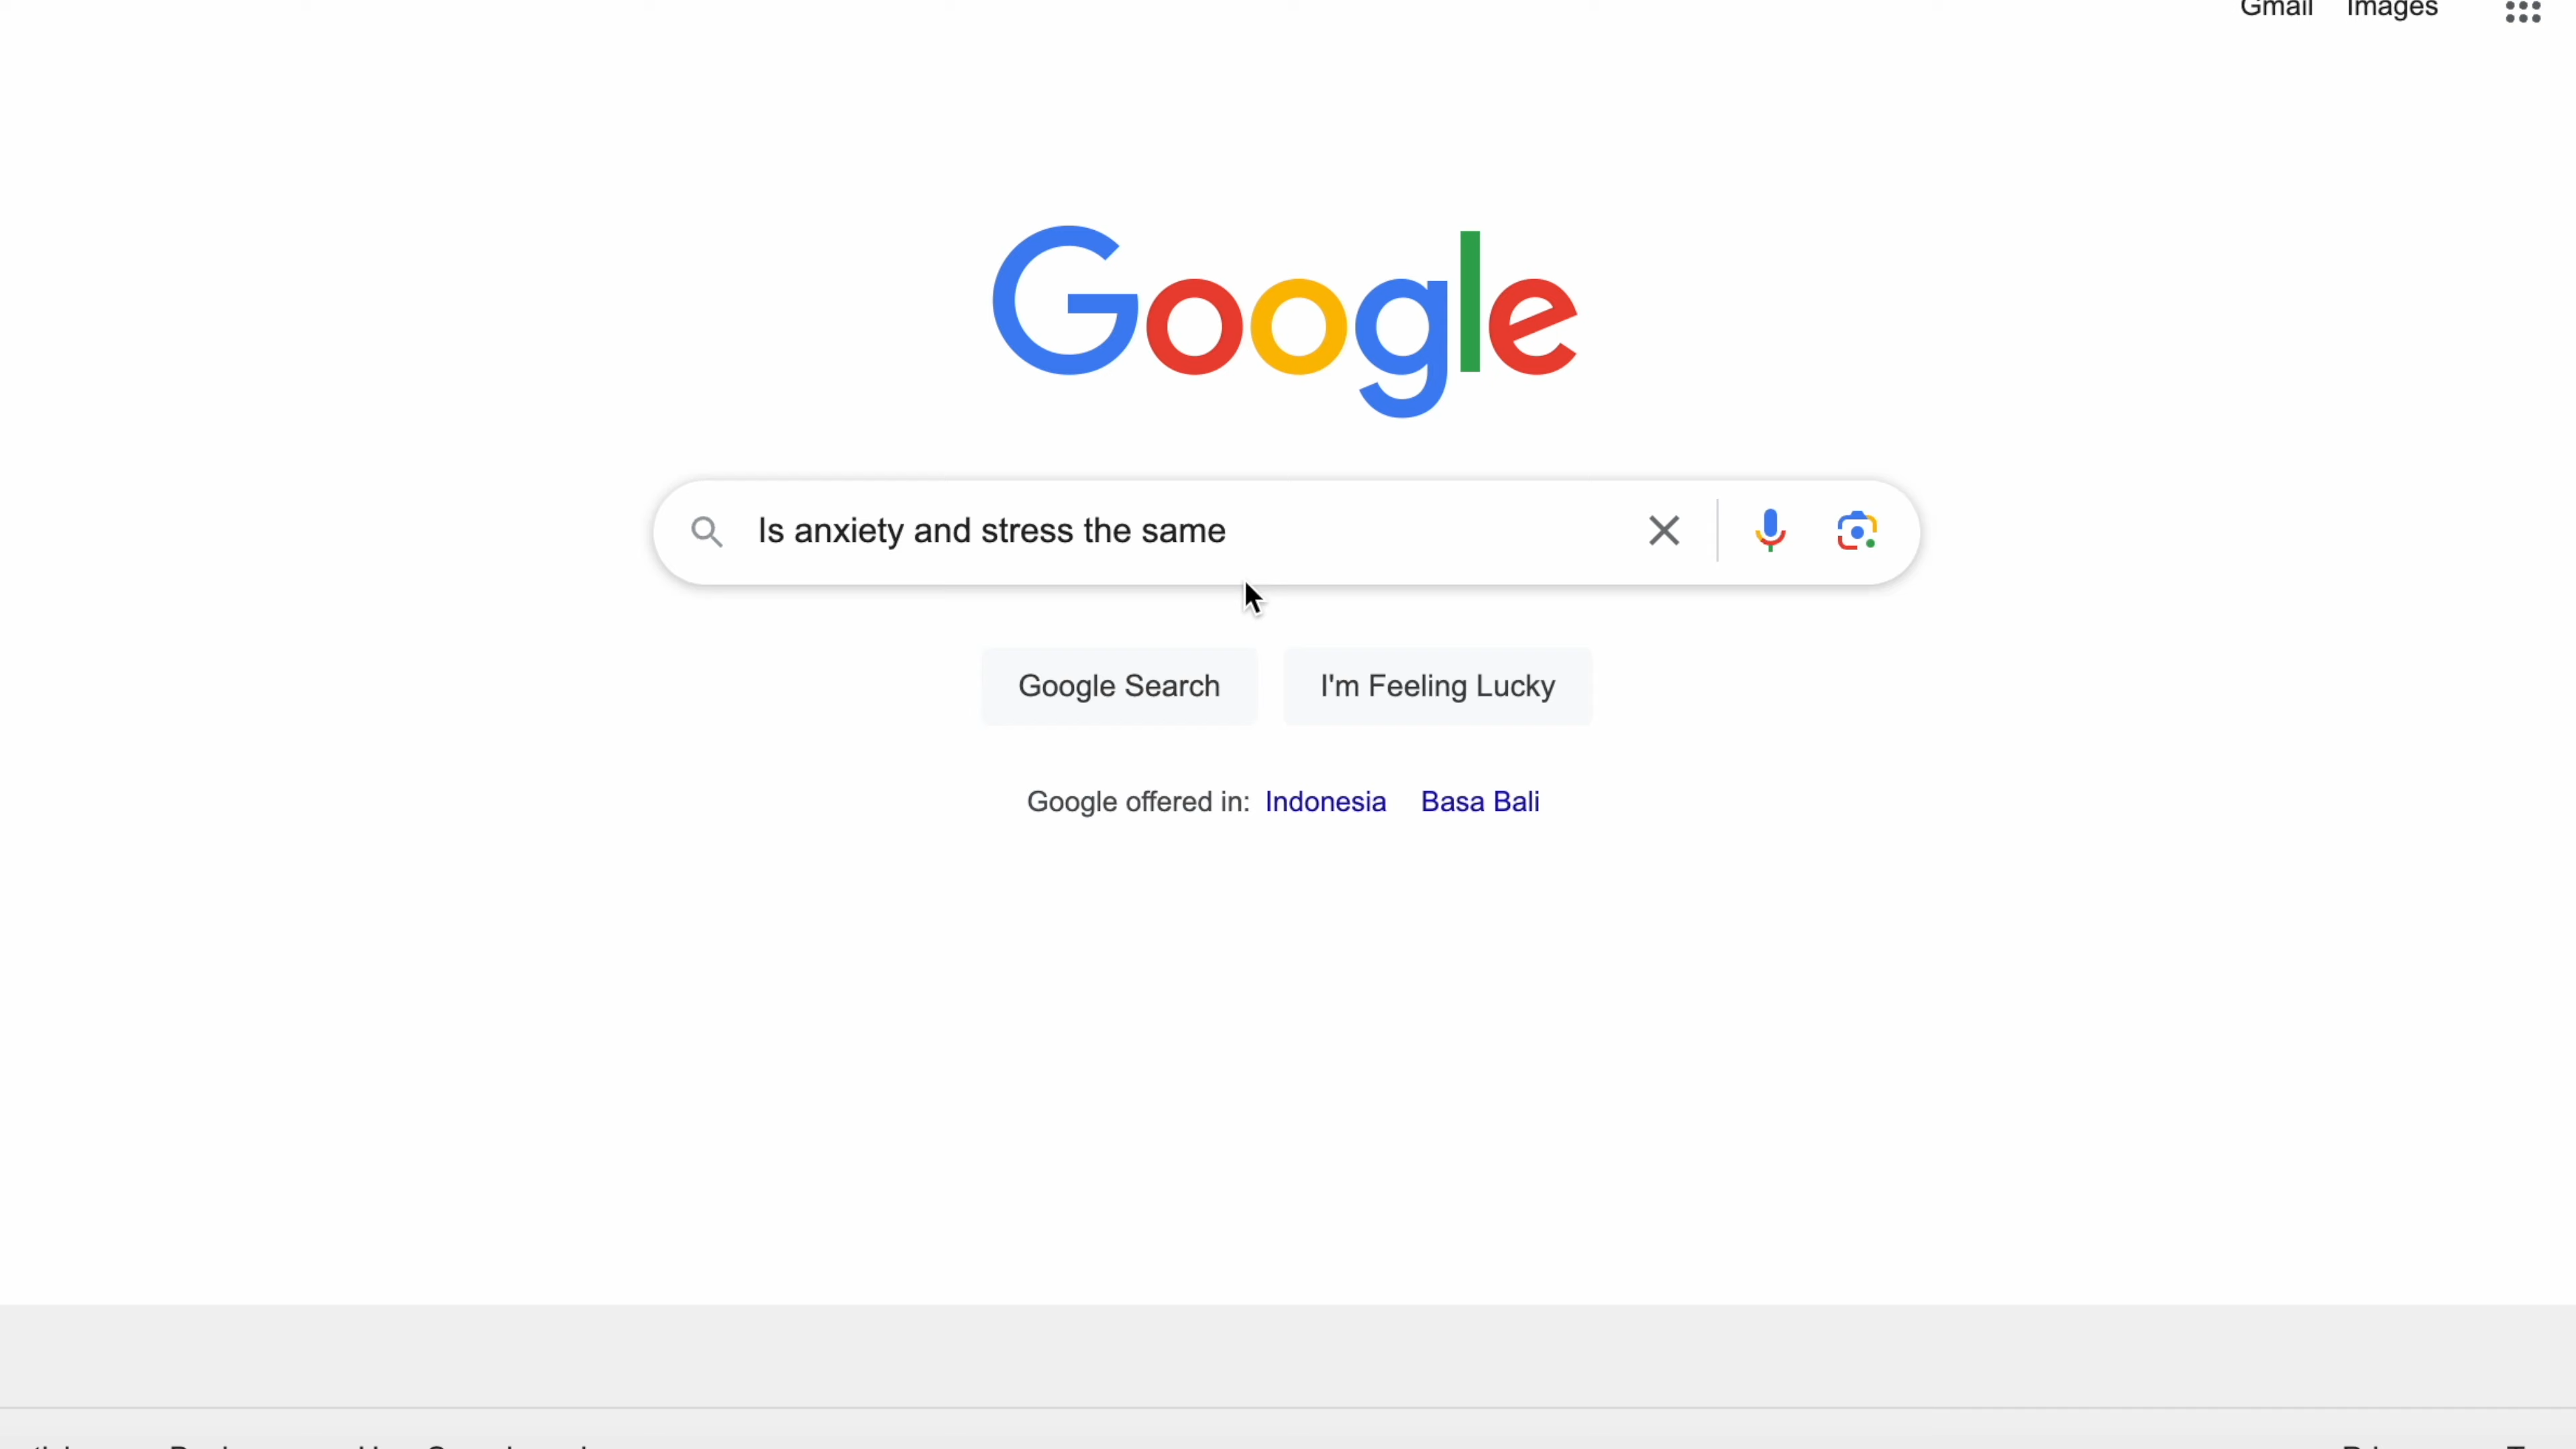 Gmail Images
Google
Is anxiety and stress the same
Google Search I'm Feeling Lucky
Google offered in: Indonesia Basa Bali